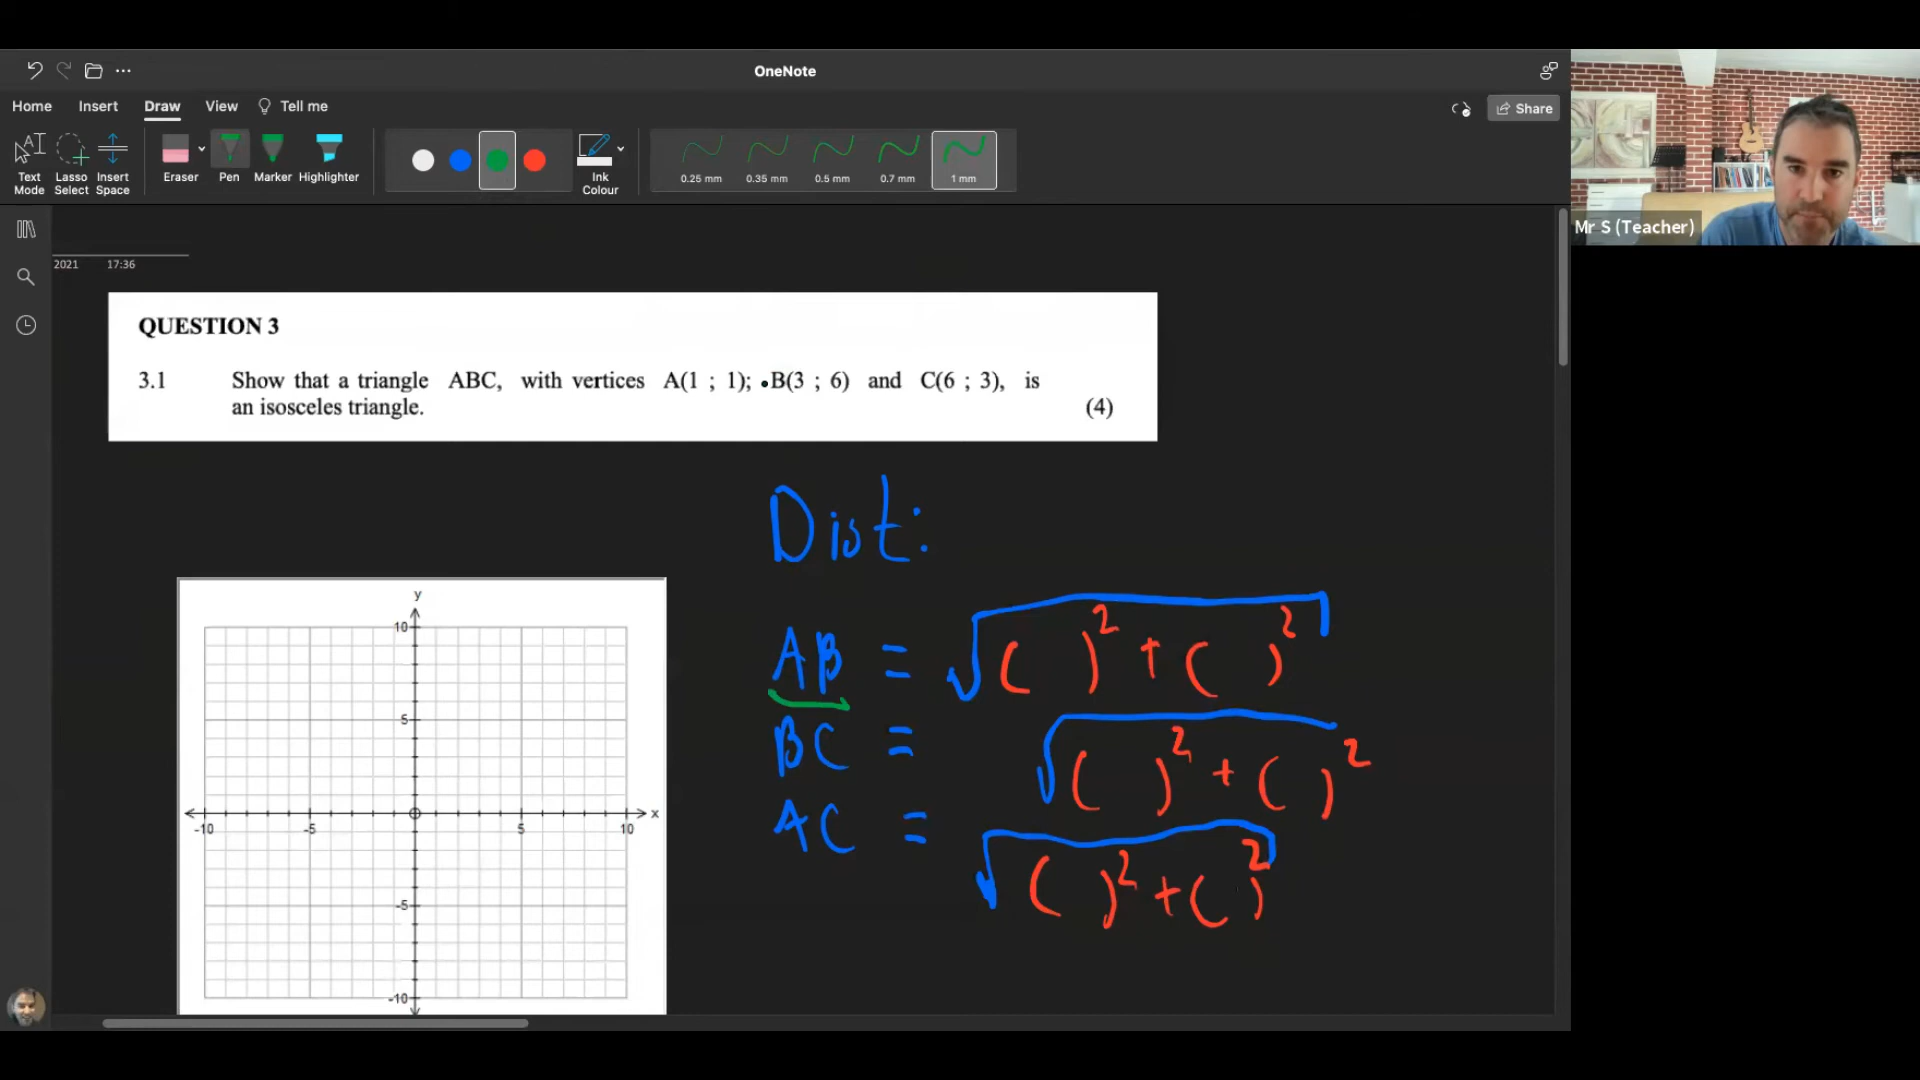 OneNote
Home Insert Draw View Tell me
Share
Text Mode
Lasso Select
Insert Space
Eraser
Pen
Marker
Highlighter
Ink Colour
0.25 mm
0.35 mm
0.5 mm
0.7 mm
1 mm
Mr S (Teacher)
2021 17:36
QUESTION 3
3.1 Show that a triangle ABC, with vertices A(1 ; 1); B(3 ; 6) and C(6 ; 3), is
an isosceles triangle. (4)
Dist:
AB = √( )² + ( )²
BC = √( )² + ( )²
AC = √( )² + ( )²
y
10
5
-10 -5 0 5 10 x
-5
-10